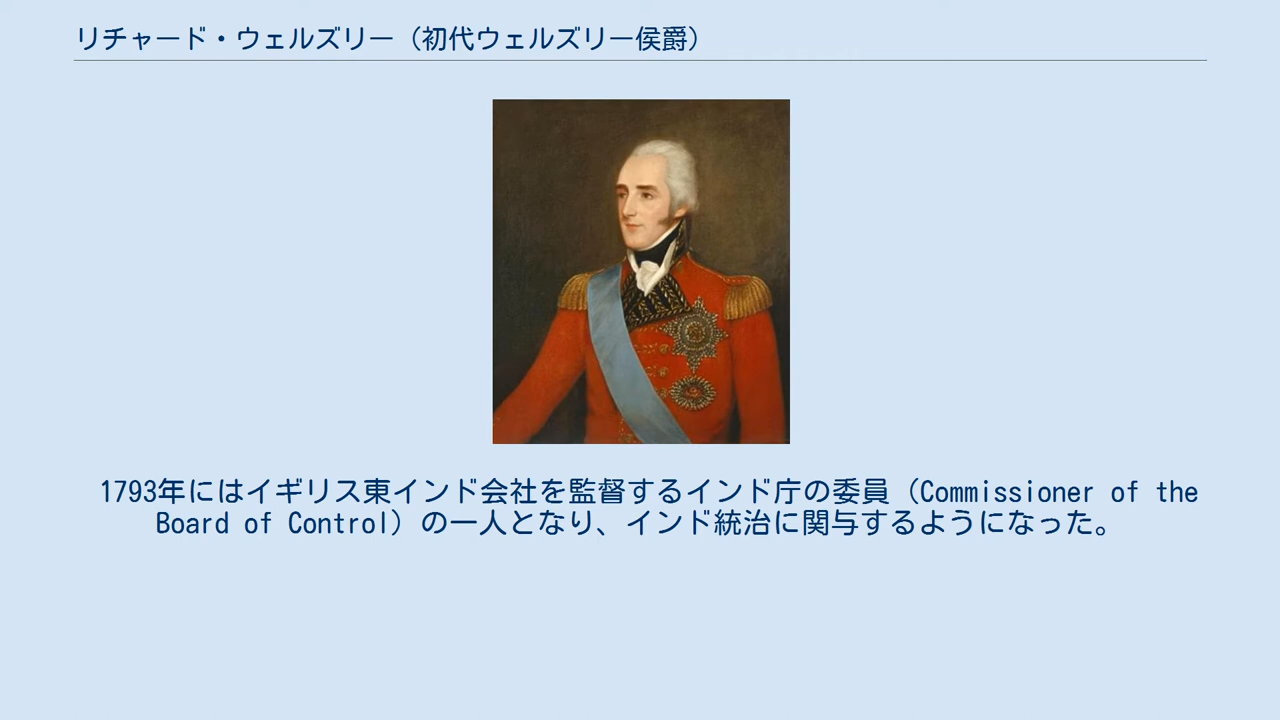 リチャード・ウェルズリー（初代ウェルズリー侯爵）
1793年にはイギリス東インド会社を監督するインド庁の委員（Commissioner of the
Board of Control）の一人となり、インド統治に関与するようになった。